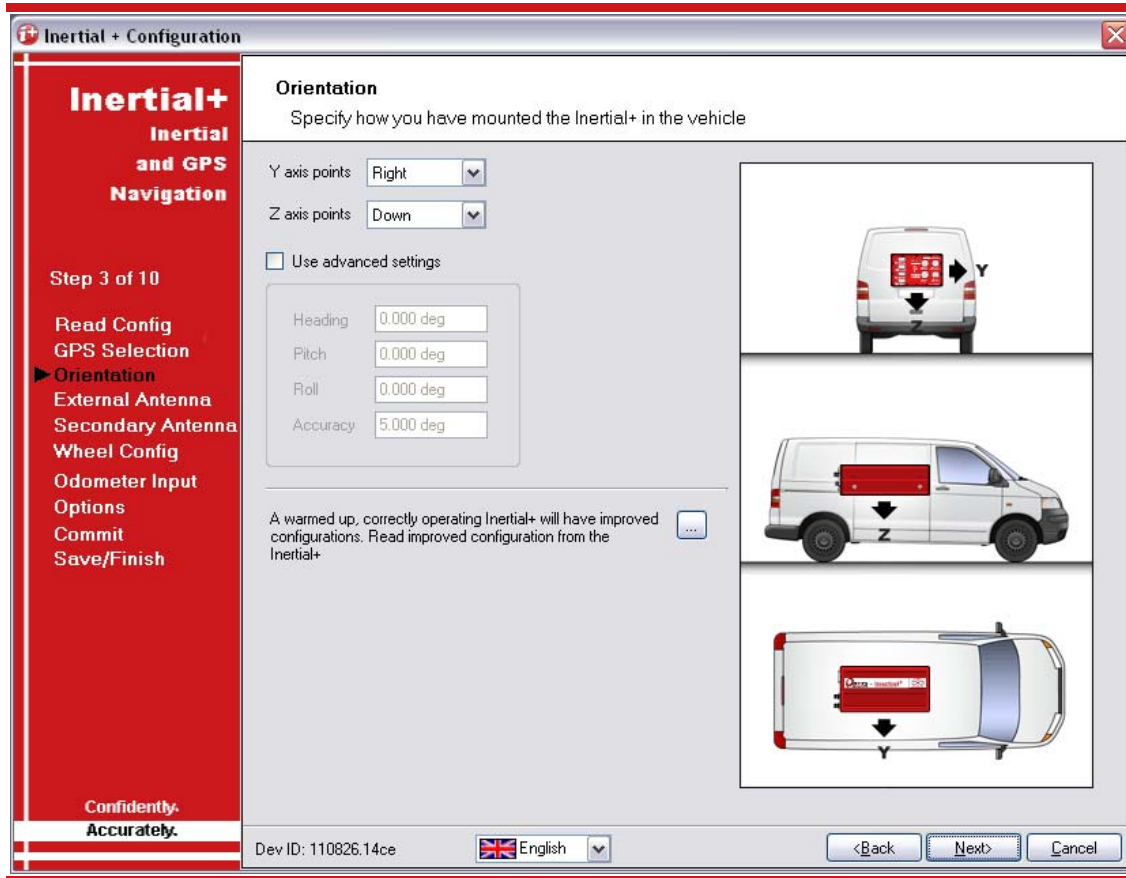 Inertial + Configuration
Inertial+
Inertial
and GPS
Navigation
Step 3 of 10
Read Config
GPS Selection
Orientation
External Antenna
Secondary Antenna
Wheel Config
Odometer Input
Options
Commit
Save/Finish
Confidently.
Accurately.
Orientation
Specify how you have mounted the Inertial+ in the vehicle
Y axis points Right
Z axis points Down
Use advanced settings
Heading 0.000 deg
Pitch 0.000 deg
Roll 0.000 deg
Accuracy 5.000 deg
A warmed up, correctly operating Inertial+ will have improved
configurations. Read improved configuration from the
Inertial+
...
Y
Z
Z
Y
Dev ID: 110826.14ce
English
<Back
Next>
Cancel